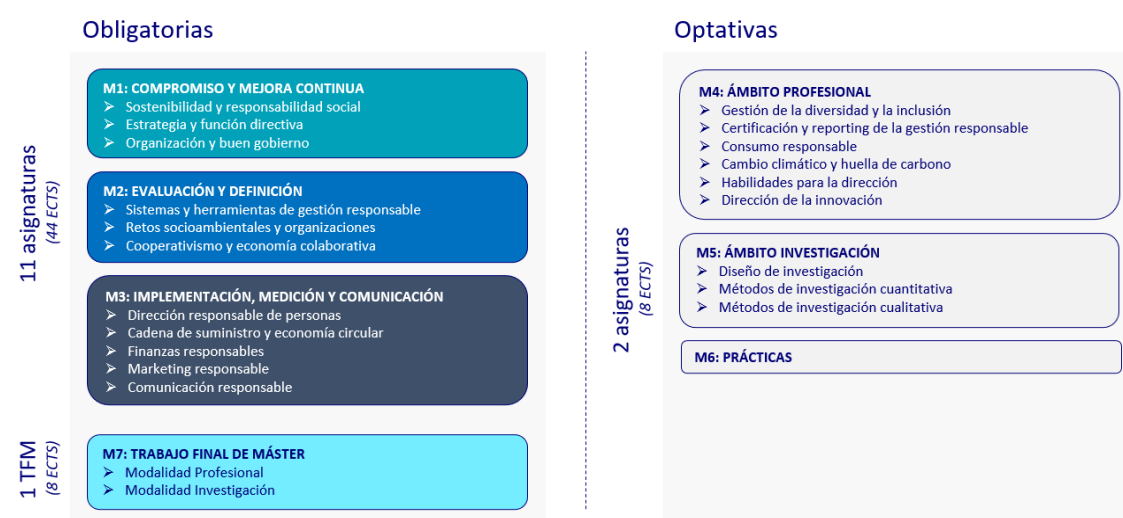 Obligatorias
11 asignaturas
(44 ECTS)
M1: COMPROMISO Y MEJORA CONTINUA
➢ Sostenibilidad y responsabilidad social
➢ Estrategia y función directiva
➢ Organización y buen gobierno
M2: EVALUACIÓN Y DEFINICIÓN
➢ Sistemas y herramientas de gestión responsable
➢ Retos socioambientales y organizaciones
➢ Cooperativismo y economía colaborativa
M3: IMPLEMENTACIÓN, MEDICIÓN Y COMUNICACIÓN
➢ Dirección responsable de personas
➢ Cadena de suministro y economía circular
➢ Finanzas responsables
➢ Marketing responsable
➢ Comunicación responsable
1 TFM
(8 ECTS)
M7: TRABAJO FINAL DE MÁSTER
➢ Modalidad Profesional
➢ Modalidad Investigación
Optativas
2 asignaturas
(8 ECTS)
M4: ÁMBITO PROFESIONAL
➢ Gestión de la diversidad y la inclusión
➢ Certificación y reporting de la gestión responsable
➢ Consumo responsable
➢ Cambio climático y huella de carbono
➢ Habilidades para la dirección
➢ Dirección de la innovación
M5: ÁMBITO INVESTIGACIÓN
➢ Diseño de investigación
➢ Métodos de investigación cuantitativa
➢ Métodos de investigación cualitativa
M6: PRÁCTICAS